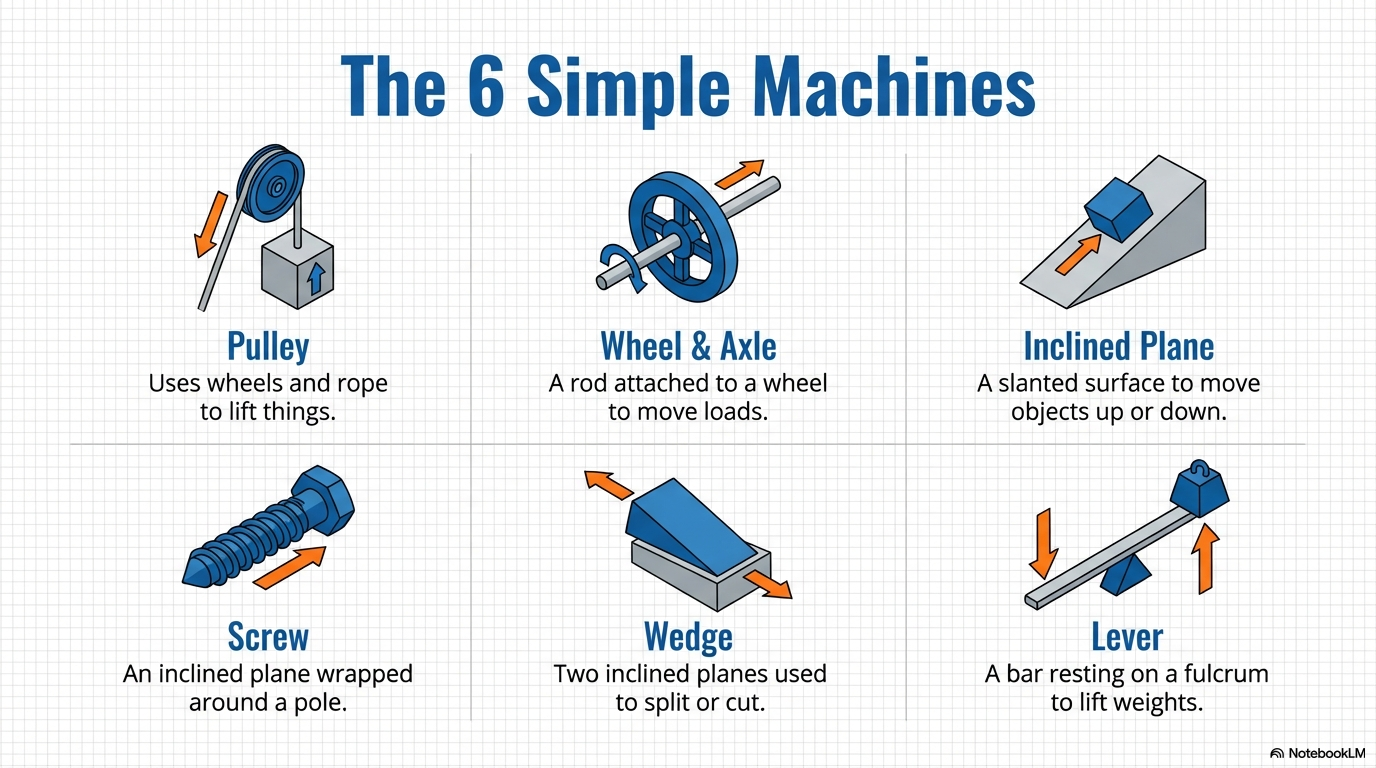 The 6 Simple Machines
Pulley
Uses wheels and rope
to lift things.
Wheel & Axle
A rod attached to a wheel
to move loads.
Inclined Plane
A slanted surface to move
objects up or down.
Screw
An inclined plane wrapped
around a pole.
Wedge
Two inclined planes used
to split or cut.
Lever
A bar resting on a fulcrum
to lift weights.
NotebookLM